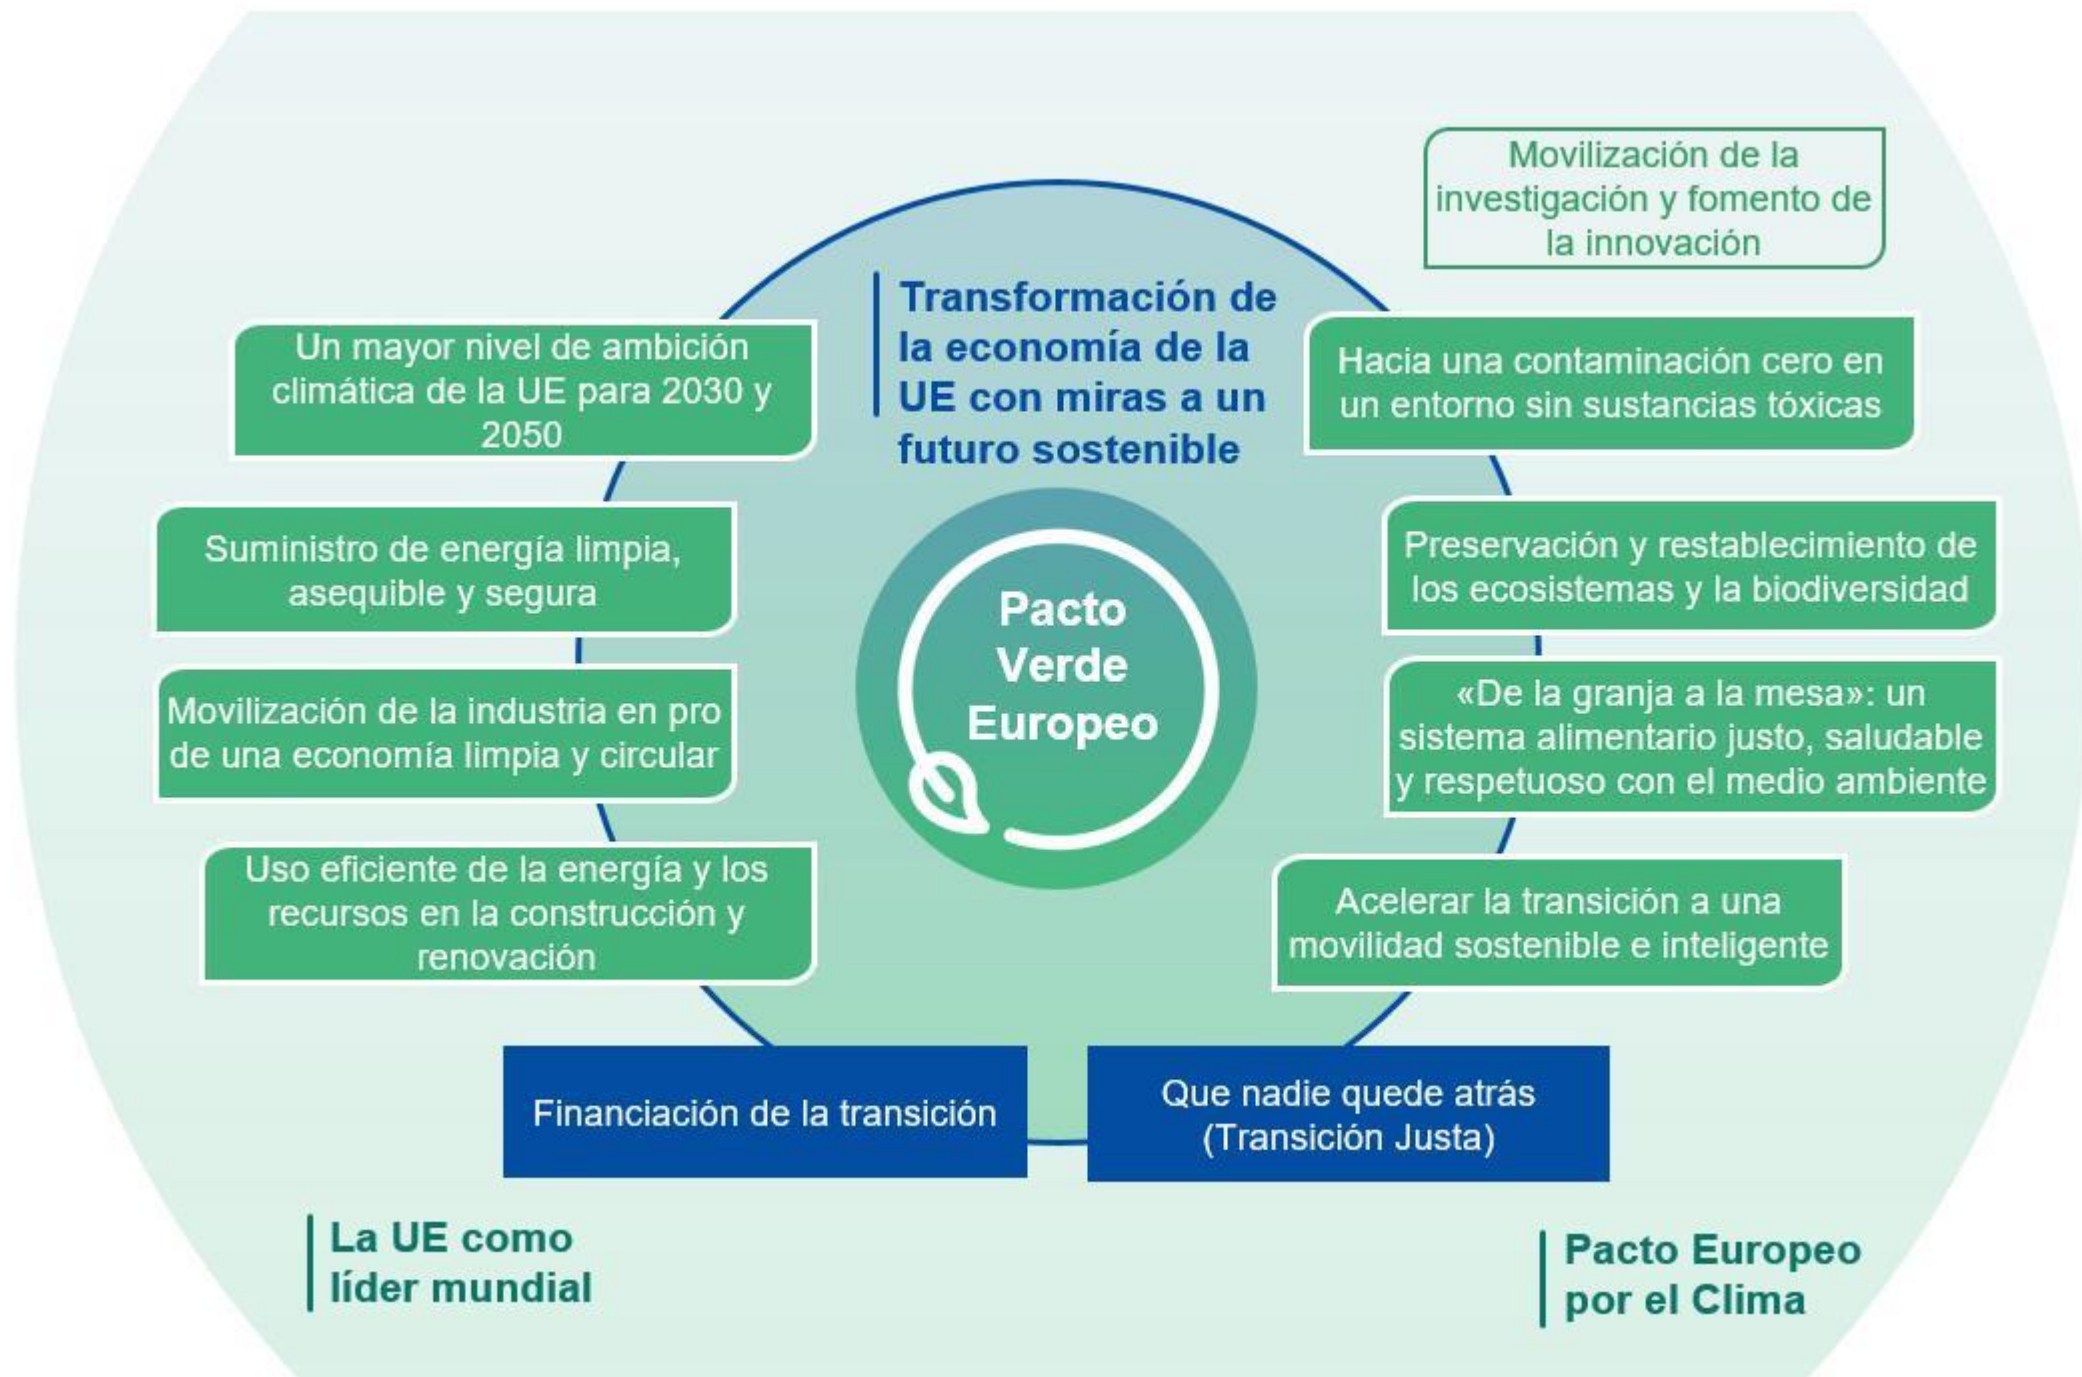 Movilización de la
investigación y fomento de
la innovación
Transformación de
la economía de la
UE con miras a un
futuro sostenible
Un mayor nivel de ambición
climática de la UE para 2030 y
2050
Hacia una contaminación cero en
un entorno sin sustancias tóxicas
Suministro de energía limpia,
asequible y segura
Preservación y restablecimiento de
los ecosistemas y la biodiversidad
Pacto
Verde
Europeo
Movilización de la industria en pro
de una economía limpia y circular
«De la granja a la mesa»: un
sistema alimentario justo, saludable
y respetuoso con el medio ambiente
Uso eficiente de la energía y los
recursos en la construcción y
renovación
Acelerar la transición a una
movilidad sostenible e inteligente
Financiación de la transición
Que nadie quede atrás
(Transición Justa)
La UE como
líder mundial
Pacto Europeo
por el Clima